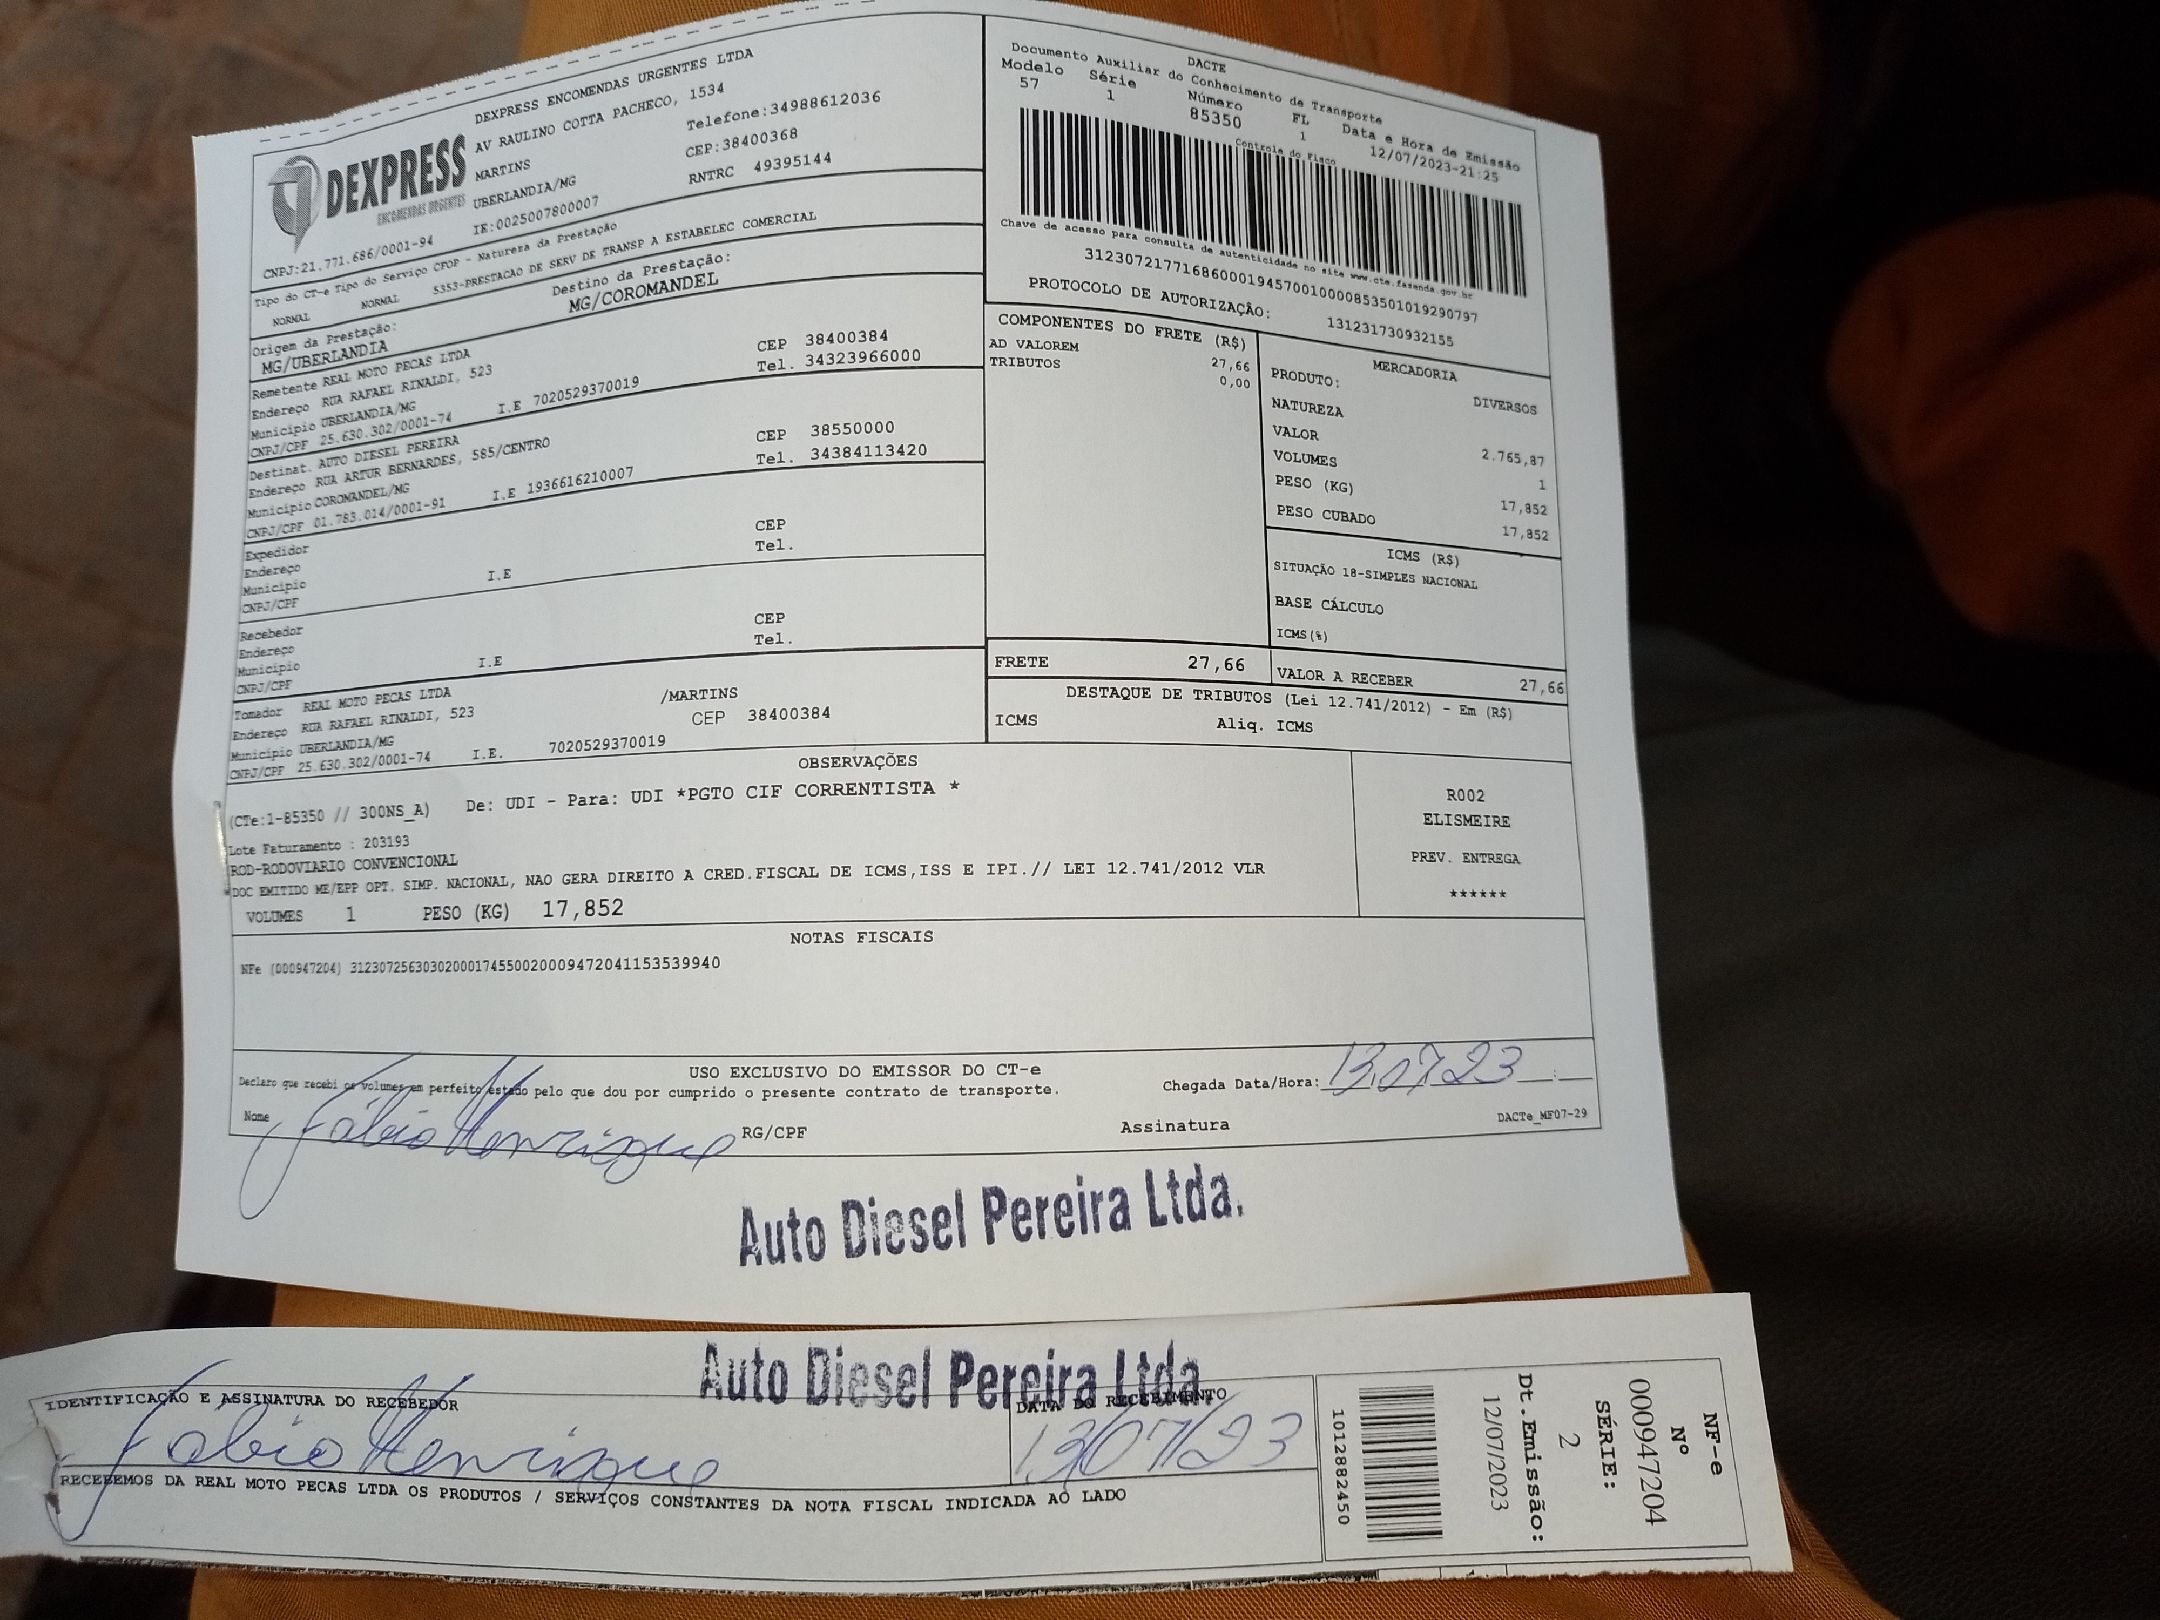 DEXPRESS
ENCOMENDAS URGENTES
DEXPRESS ENCOMENDAS URGENTES LTDA
AV RAULINO COTTA PACHECO, 1534
MARTINS
Telefone:34988612036
CEP:38400368
UBERLANDIA/MG
RNTRC 49395144
CNPJ:21.771.686/0001-94
IE:0025007800007
Tipo do CT-e Tipo do Serviço CFOP - Natureza da Prestação
NORMAL NORMAL 5353-PRESTACAO DE SERV DE TRANSP A ESTABELEC COMERCIAL
Origem da Prestação: Destino da Prestação:
MG/UBERLANDIA MG/COROMANDEL
Remetente REAL MOTO PECAS LTDA
Endereço RUA RAFAEL RINALDI, 523 CEP 38400384
Município UBERLANDIA/MG Tel. 34323966000
CNPJ/CPF 25.630.302/0001-74 I.E 7020529370019
Destinat. AUTO DIESEL PEREIRA
Endereço RUA ARTUR BERNARDES, 585/CENTRO CEP 38550000
Município COROMANDEL/MG Tel. 34384113420
CNPJ/CPF 01.783.014/0001-91 I.E 1936616210007
Expedidor
Endereço CEP
Município Tel.
CNPJ/CPF I.E
Recebedor
Endereço CEP
Município Tel.
CNPJ/CPF I.E
Tomador REAL MOTO PECAS LTDA
Endereço RUA RAFAEL RINALDI, 523 /MARTINS
Município UBERLANDIA/MG CEP 38400384
CNPJ/CPF 25.630.302/0001-74 I.E. 7020529370019
DACTE
Documento Auxiliar do Conhecimento de Transporte
Modelo Série Número FL Data e Hora de Emissão
57 1 85350 1 12/07/2023-21:25
Controle do Fisco
Chave de acesso para consulta de autenticidade no site www.cte.fazenda.gov.br
31230721771686000194570010000853501019290797
PROTOCOLO DE AUTORIZAÇÃO: 131231730932155
COMPONENTES DO FRETE (R$)
AD VALOREM 27,66
TRIBUTOS 0,00
MERCADORIA
PRODUTO: DIVERSOS
NATUREZA
VALOR 2.765,87
VOLUMES 1
PESO (KG) 17,852
PESO CUBADO 17,852
ICMS (R$)
SITUAÇÃO 18-SIMPLES NACIONAL
BASE CÁLCULO
ICMS(%)
FRETE 27,66 VALOR A RECEBER 27,66
DESTAQUE DE TRIBUTOS (Lei 12.741/2012) - Em (R$)
ICMS Aliq. ICMS
OBSERVAÇÕES
(CTe:1-85350 // 300NS_A) De: UDI - Para: UDI *PGTO CIF CORRENTISTA *
Lote Faturamento : 203193
ROD-RODOVIARIO CONVENCIONAL
*DOC EMITIDO ME/EPP OPT. SIMP. NACIONAL, NAO GERA DIREITO A CRED.FISCAL DE ICMS,ISS E IPI.// LEI 12.741/2012 VLR
VOLUMES 1 PESO (KG) 17,852
R002
ELISMEIRE
PREV. ENTREGA
******
NOTAS FISCAIS
NFe (000947204) 31230725630302000174550020009472041153539940
USO EXCLUSIVO DO EMISSOR DO CT-e
Declaro que recebi os volumes em perfeito estado pelo que dou por cumprido o presente contrato de transporte.
Chegada Data/Hora: 13.07.23
Nome Fábio Henrique RG/CPF Assinatura DACTe_MF07-29
Auto Diesel Pereira Ltda.
Auto Diesel Pereira Ltda.
IDENTIFICAÇÃO E ASSINATURA DO RECEBEDOR DATA DO RECEBIMENTO
Fábio Henrique 13/07/23
RECEBEMOS DA REAL MOTO PECAS LTDA OS PRODUTOS / SERVIÇOS CONSTANTES DA NOTA FISCAL INDICADA AO LADO
NF-e
Nº
000947204
SÉRIE:
2
Dt.Emissão:
12/07/2023
10128824​50